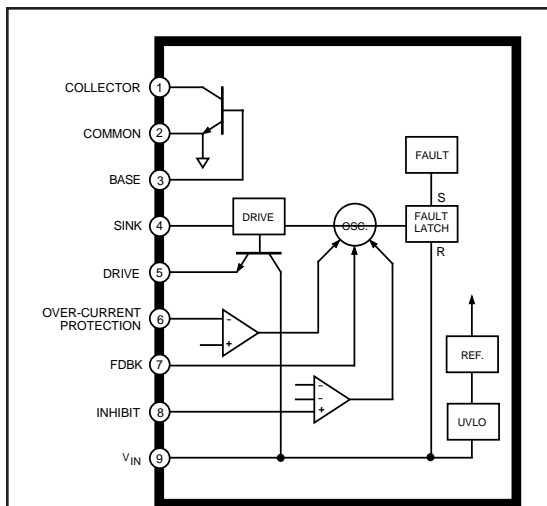 COLLECTOR 1
COMMON 2
BASE 3
SINK 4
DRIVE 5
OVER-CURRENT
PROTECTION 6
FDBK 7
INHIBIT 8
VIN 9
DRIVE
OSC.
FAULT
S
FAULT
LATCH
R
REF.
UVLO
−
+
−
−
+